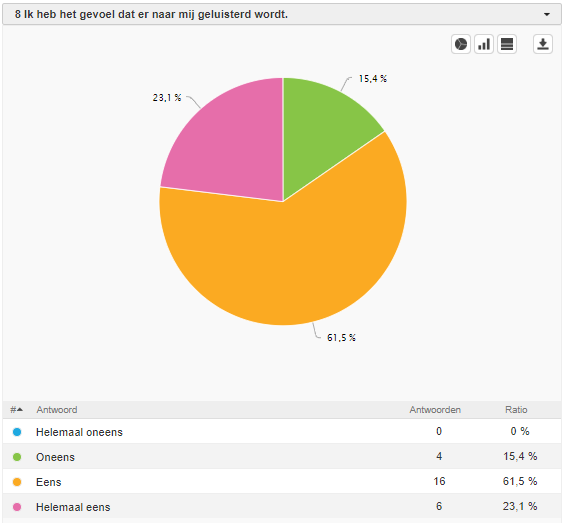 8 Ik heb het gevoel dat er naar mij geluisterd wordt.
15,4 %
23,1 %
61,5 %
# Antwoord Antwoorden Ratio
Helemaal oneens 0 0 %
Oneens 4 15,4 %
Eens 16 61,5 %
Helemaal eens 6 23,1 %